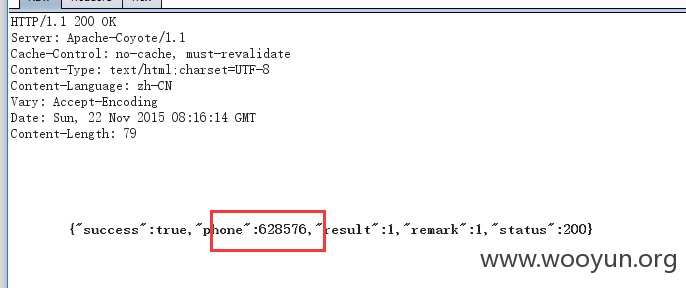 HTTP/1.1 200 OK
Server: Apache-Coyote/1.1
Cache-Control: no-cache, must-revalidate
Content-Type: text/html;charset=UTF-8
Content-Language: zh-CN
Vary: Accept-Encoding
Date: Sun, 22 Nov 2015 08:16:14 GMT
Content-Length: 79
{"success":true,"phone":628576,"result":1,"remark":1,"status":200}
www.wooyun.org